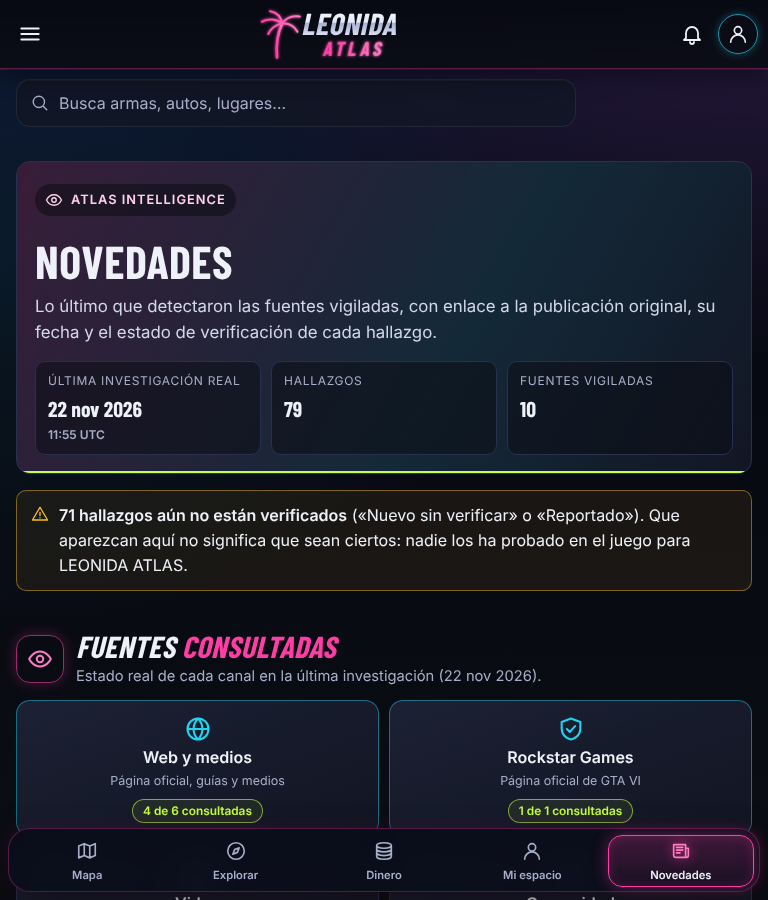 LEONIDA
ATLAS
Busca armas, autos, lugares...
ATLAS INTELLIGENCE
NOVEDADES
Lo último que detectaron las fuentes vigiladas, con enlace a la publicación original, su
fecha y el estado de verificación de cada hallazgo.
ÚLTIMA INVESTIGACIÓN REAL
22 nov 2026
11:55 UTC
HALLAZGOS
79
FUENTES VIGILADAS
10
71 hallazgos aún no están verificados («Nuevo sin verificar» o «Reportado»). Que
aparezcan aquí no significa que sean ciertos: nadie los ha probado en el juego para
LEONIDA ATLAS.
FUENTES CONSULTADAS
Estado real de cada canal en la última investigación (22 nov 2026).
Web y medios
Página oficial, guías y medios
4 de 6 consultadas
Rockstar Games
Página oficial de GTA VI
1 de 1 consultadas
Mapa
Explorar
Dinero
Mi espacio
Novedades